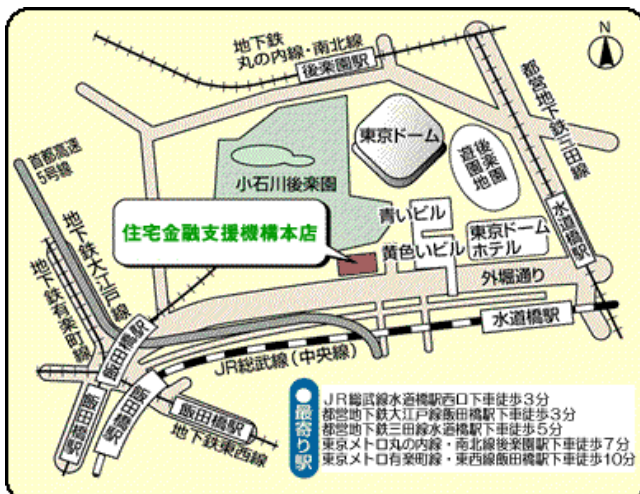 地下鉄
丸の内線・南北線
後楽園駅
N
都営地下鉄三田線
首都高速
5号線
東京ドーム
後楽園
遊園地
小石川後楽園
青いビル
住宅金融支援機構本店
黄色いビル
東京ドーム
ホテル
水道橋駅
地下鉄大江戸線
地下鉄有楽町線
外堀通り
飯田橋駅
水道橋駅
JR総武線(中央線)
飯田橋駅
飯田橋駅
飯田橋駅
地下鉄東西線
●最寄り駅
JR総武線水道橋駅西口下車徒歩3分
都営地下鉄大江戸線飯田橋駅下車徒歩3分
都営地下鉄三田線水道橋駅下車徒歩5分
東京メトロ丸の内線・南北線後楽園駅下車徒歩7分
東京メトロ有楽町線・東西線飯田橋駅下車徒歩10分